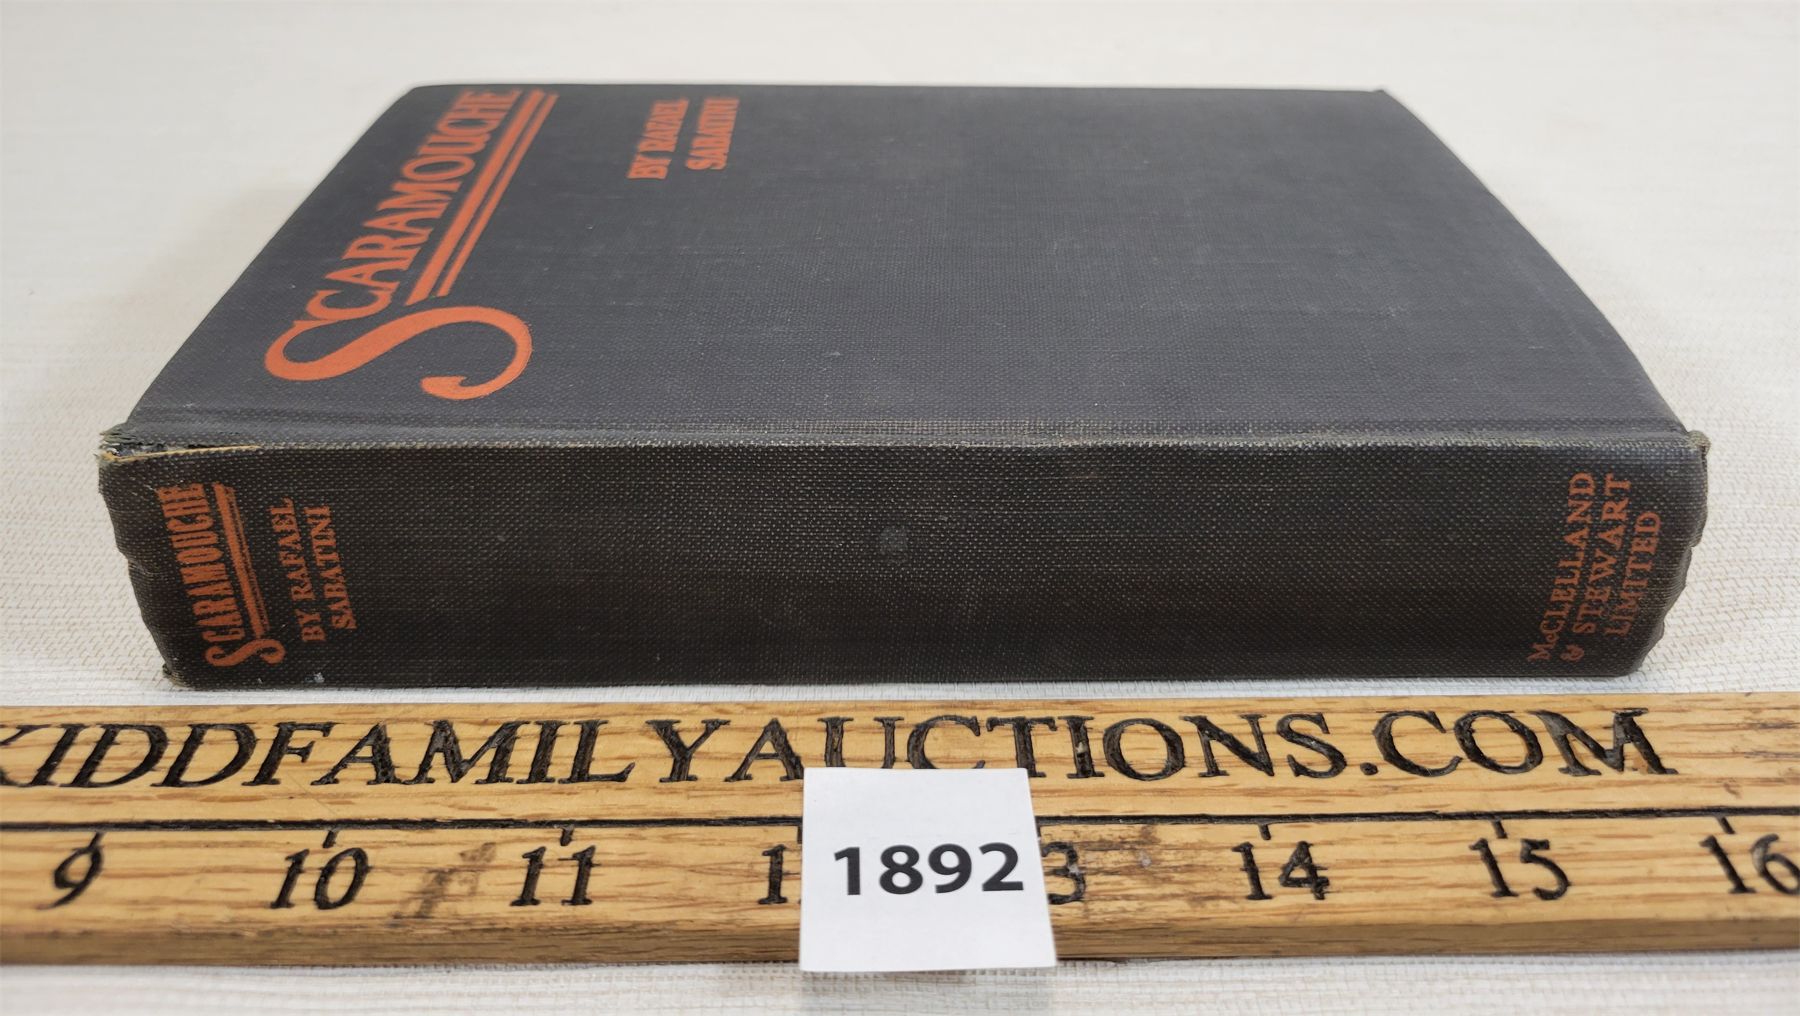 SCARAMOUCHE
BY RAFAEL
SABATINI
SCARAMOUCHE
BY RAFAEL
SABATINI
McCLELLAND
& STEWART
LIMITED
KIDDFAMILYAUCTIONS.COM
9 10 11 1 3 14 15 16
1892